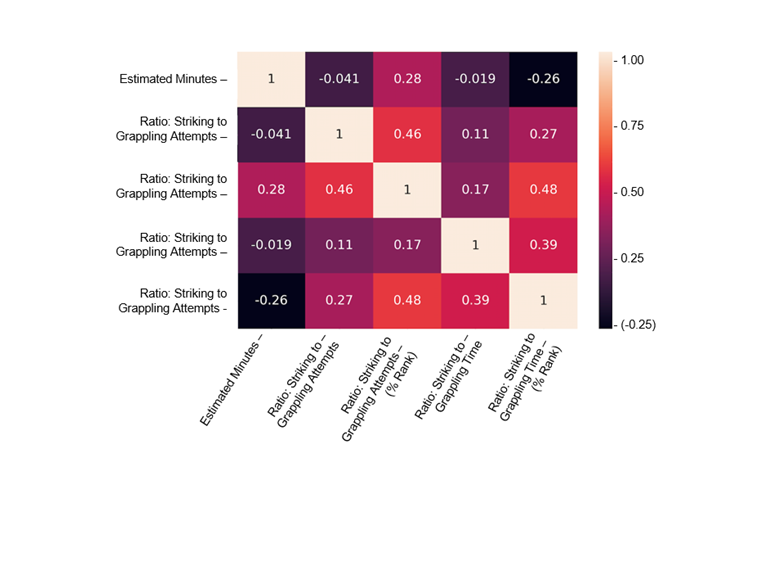 Estimated Minutes –
1
-0.041
0.28
-0.019
-0.26
Ratio: Striking to
Grappling Attempts –
-0.041
1
0.46
0.11
0.27
Ratio: Striking to
Grappling Attempts –
0.28
0.46
1
0.17
0.48
Ratio: Striking to
Grappling Attempts –
-0.019
0.11
0.17
1
0.39
Ratio: Striking to
Grappling Attempts -
-0.26
0.27
0.48
0.39
1
- 1.00
- 0.75
- 0.50
- 0.25
- (-0.25)
Estimated Minutes –
Ratio: Striking to –
Grappling Attempts
Ratio: Striking to
Grappling Attempts –
(% Rank)
Ratio: Striking to –
Grappling Time
Ratio: Striking to
Grappling Time –
(% Rank)